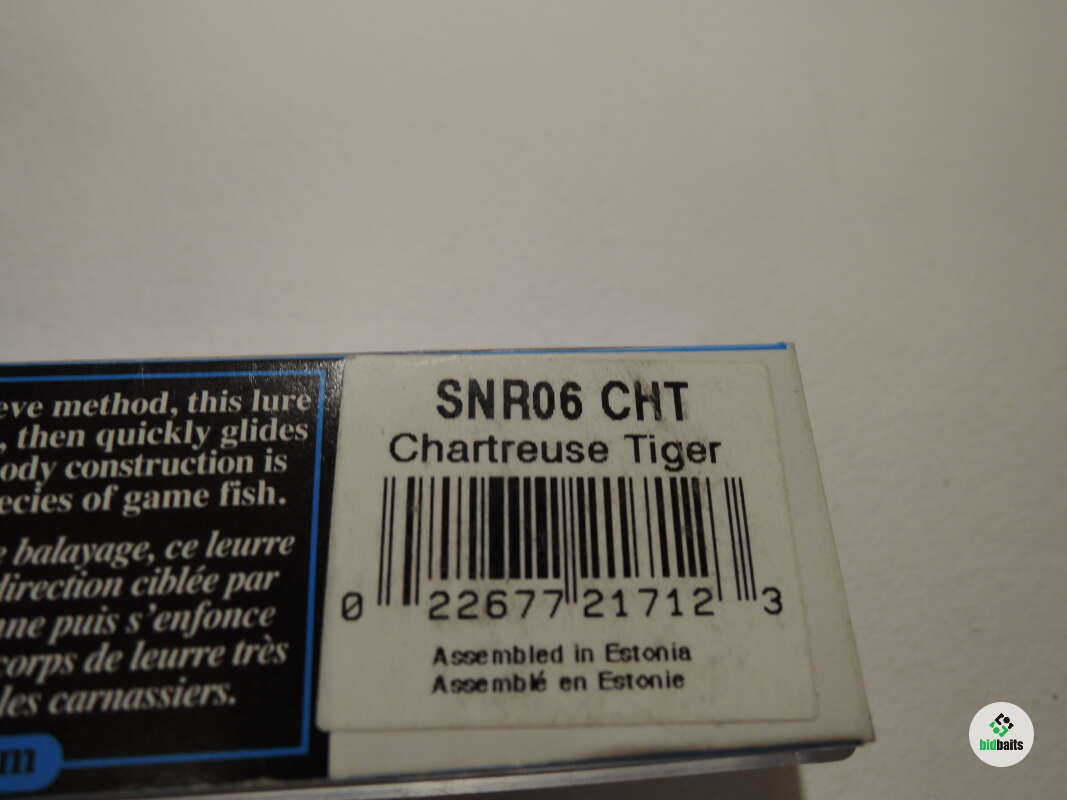 eve method, this lure
, then quickly glides
ody construction is
ecies of game fish.
e balayage, ce leurre
direction ciblée par
nne puis s'enfonce
corps de leurre très
les carnassiers.
m
SNR06 CHT
Chartreuse Tiger
0 22677 21712 3
Assembled in Estonia
Assemblé en Estonie
bidbaits